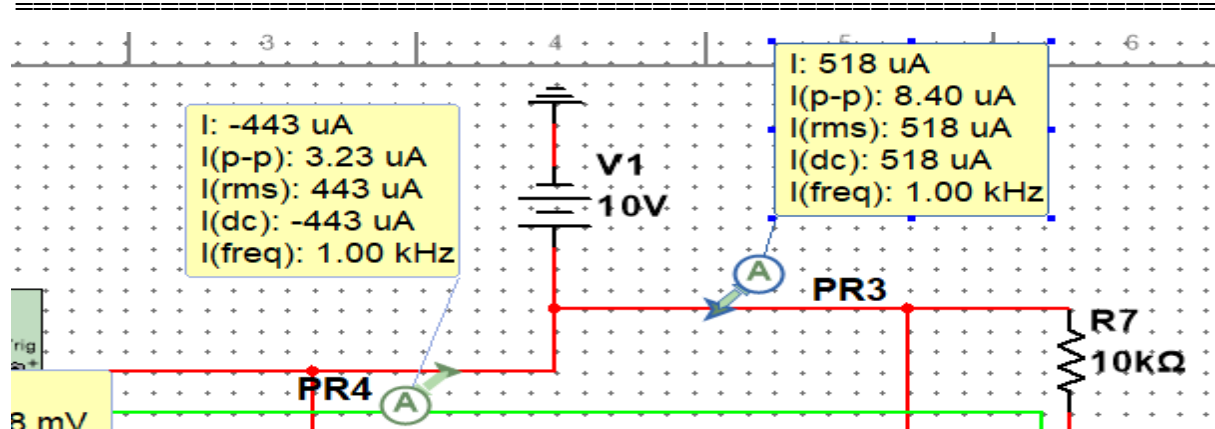 3
4
5
6
I: -443 uA
I(p-p): 3.23 uA
I(rms): 443 uA
I(dc): -443 uA
I(freq): 1.00 kHz
V1
10V
I: 518 uA
I(p-p): 8.40 uA
I(rms): 518 uA
I(dc): 518 uA
I(freq): 1.00 kHz
A
PR3
R7
10kΩ
rig
PR4
A
8 mV